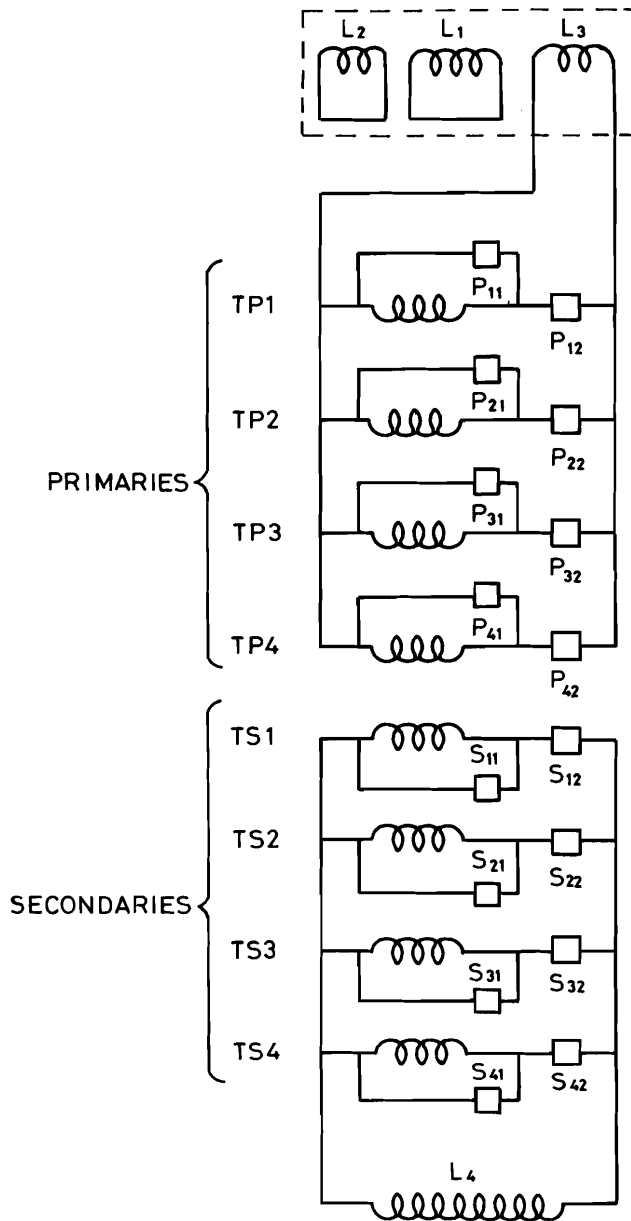 L₂ L₁ L₃
TP1
P₁₁
P₁₂
TP2
P₂₁
P₂₂
PRIMARIES
TP3
P₃₁
P₃₂
TP4
P₄₁
P₄₂
TS1
S₁₁
S₁₂
TS2
S₂₁
S₂₂
SECONDARIES
TS3
S₃₁
S₃₂
TS4
S₄₁
S₄₂
L₄